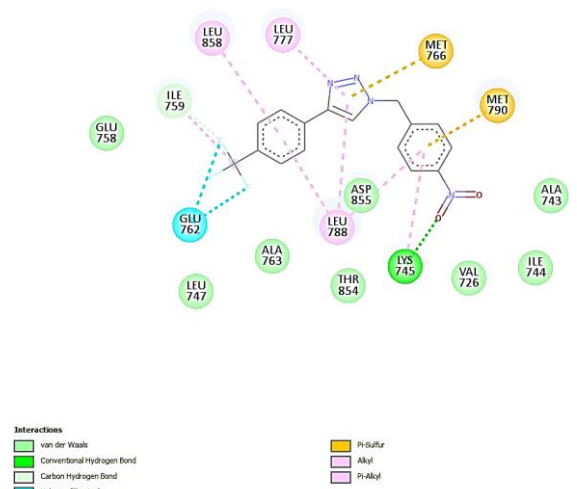 LEU
858
LEU
777
MET
766
ILE
759
MET
790
GLU
758
N
N
N
ASP
855
ALA
743
GLU
762
LEU
788
N
O
O
ALA
763
LYS
745
ILE
744
LEU
747
THR
854
VAL
726
Interactions
van der Waals
Conventional Hydrogen Bond
Carbon Hydrogen Bond
Pi-Sulfur
Alkyl
Pi-Alkyl